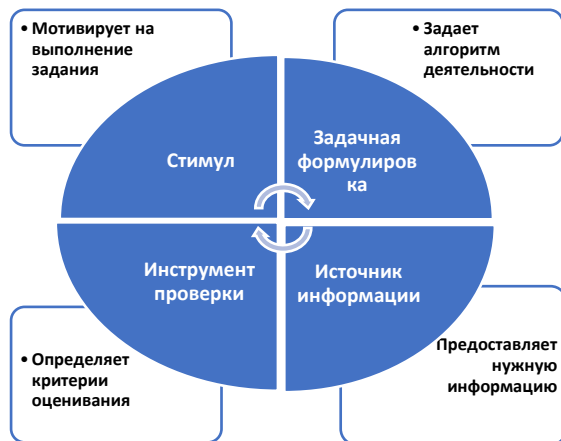 • Мотивирует на
выполнение
задания
• Задает
алгоритм
деятельности
Стимул
Задачная
формулиров
ка
Инструмент
проверки
Источник
информации
• Определяет
критерии
оценивания
Предоставляет
нужную
информацию